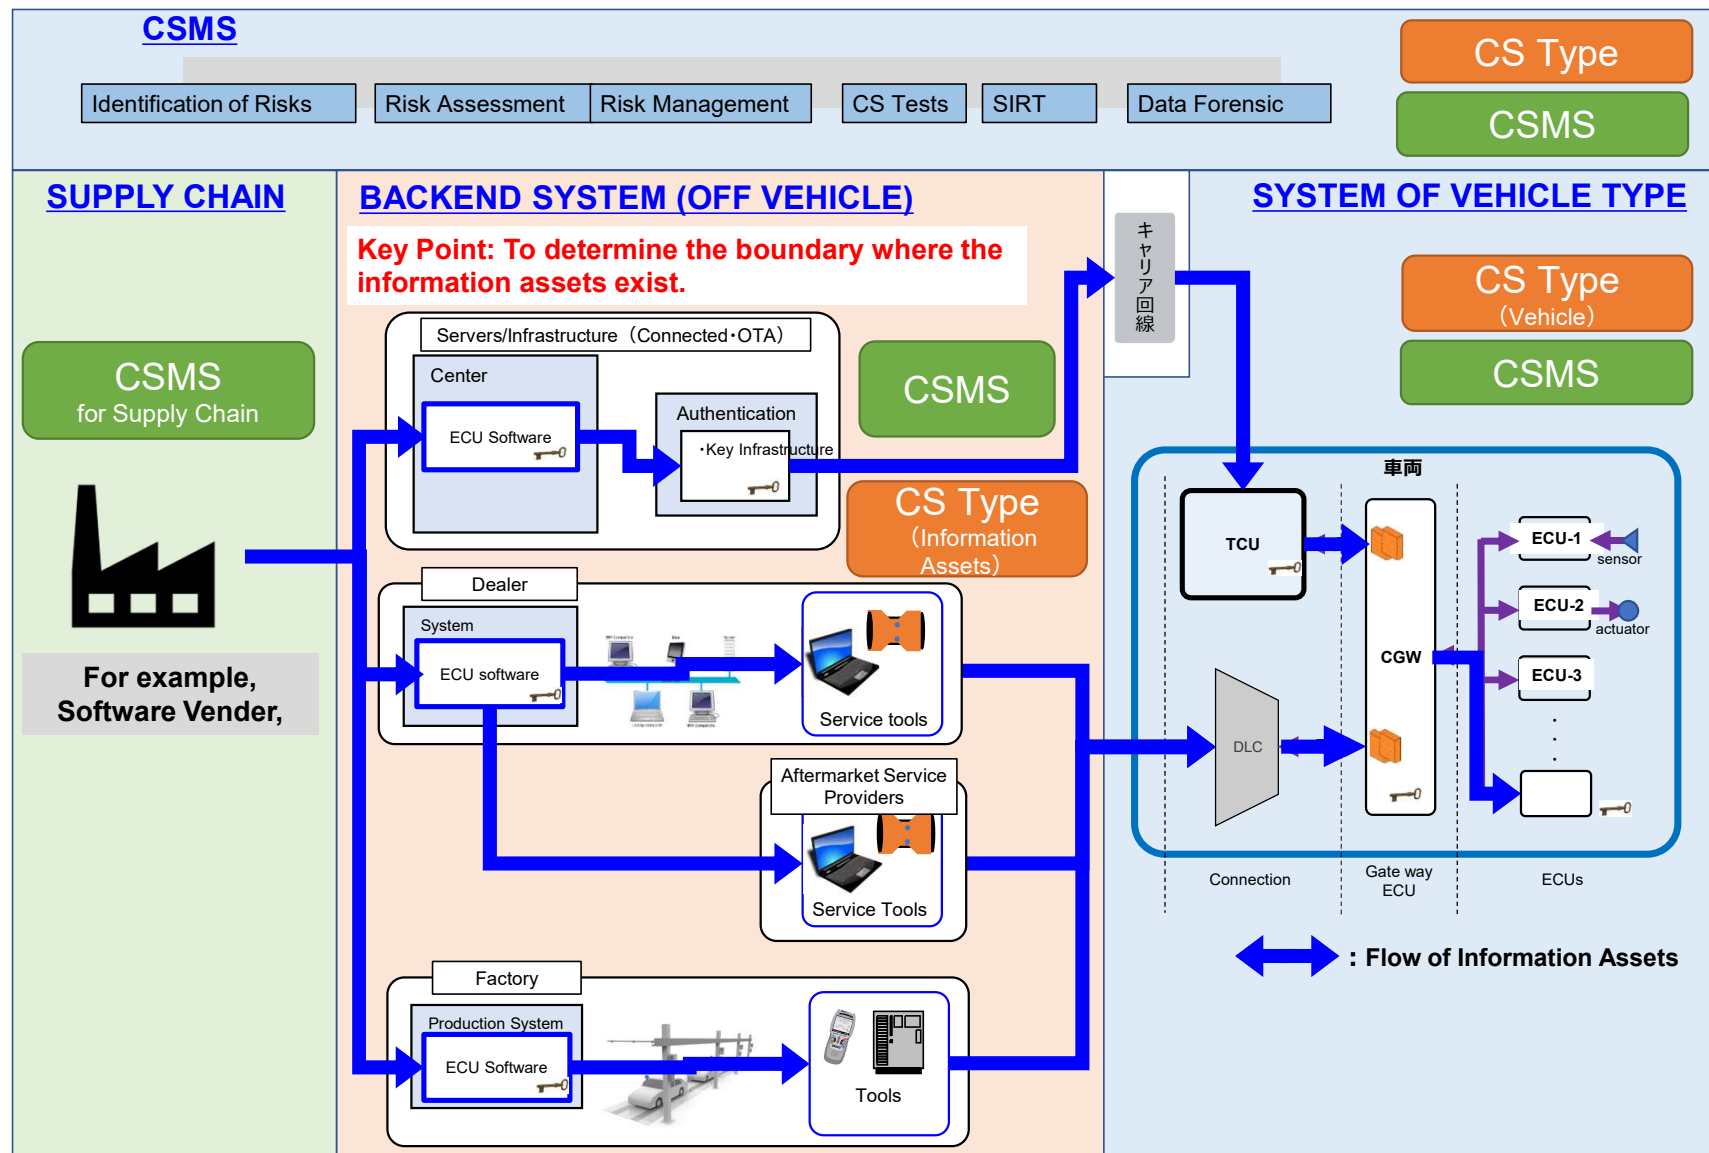 CSMS
Identification of Risks
Risk Assessment
Risk Management
CS Tests
SIRT
Data Forensic
CS Type
CSMS
SUPPLY CHAIN
CSMS
for Supply Chain
For example,
Software Vender,
BACKEND SYSTEM (OFF VEHICLE)
Key Point: To determine the boundary where the
information assets exist.
Servers/Infrastructure（Connected・OTA）
Center
ECU Software
Authentication
・Key Infrastructure
CSMS
CS Type
（Information
Assets）
Dealer
System
ECU software
Service tools
Aftermarket Service
Providers
Service Tools
Factory
Production System
ECU Software
Tools
キャリア回線
SYSTEM OF VEHICLE TYPE
CS Type
（Vehicle）
CSMS
車両
TCU
CGW
DLC
ECU-1
sensor
ECU-2
actuator
ECU-3
Connection
Gate way
ECU
ECUs
：Flow of Information Assets